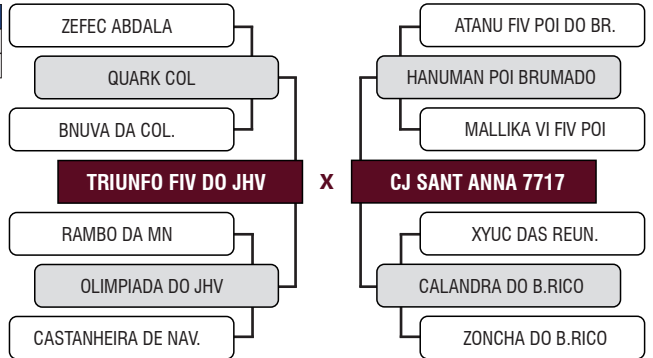 ZEFEC ABDALA
ATANU FIV POI DO BR.
QUARK COL
HANUMAN POI BRUMADO
BNUVA DA COL.
MALLIKA VI FIV POI
TRIUNFO FIV DO JHV X CJ SANT ANNA 7717
RAMBO DA MN
XYUC DAS REUN.
OLIMPIADA DO JHV
CALANDRA DO B.RICO
CASTANHEIRA DE NAV.
ZONCHA DO B.RICO